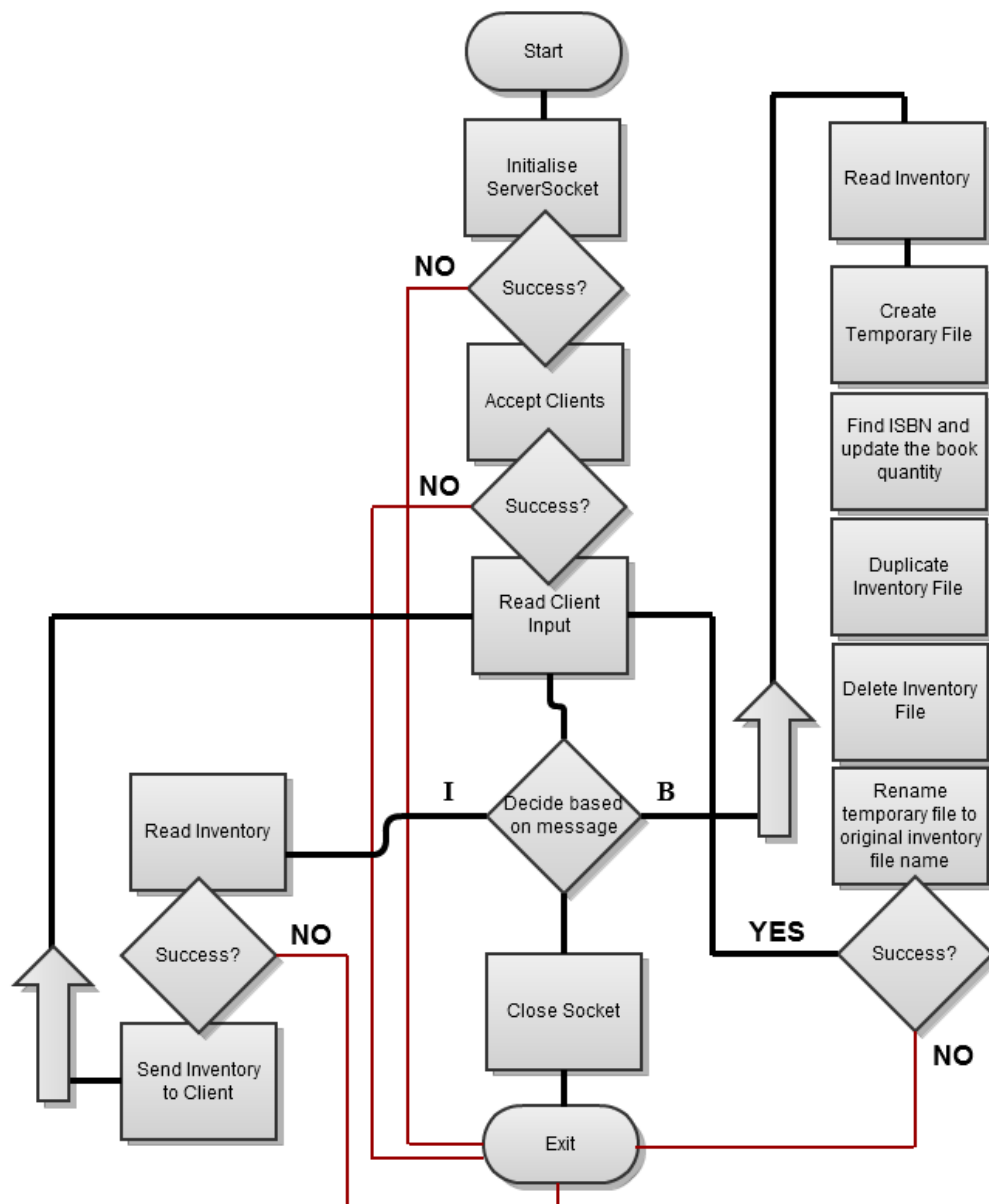 Start
Initialise
ServerSocket
NO
Success?
Accept Clients
NO
Success?
Read Client
Input
I
Decide based
on message
B
Read Inventory
Success?
NO
Send Inventory
to Client
Close Socket
Exit
Read Inventory
Create
Temporary File
Find ISBN and
update the book
quantity
Duplicate
Inventory File
Delete Inventory
File
Rename
temporary file to
original inventory
file name
YES
Success?
NO